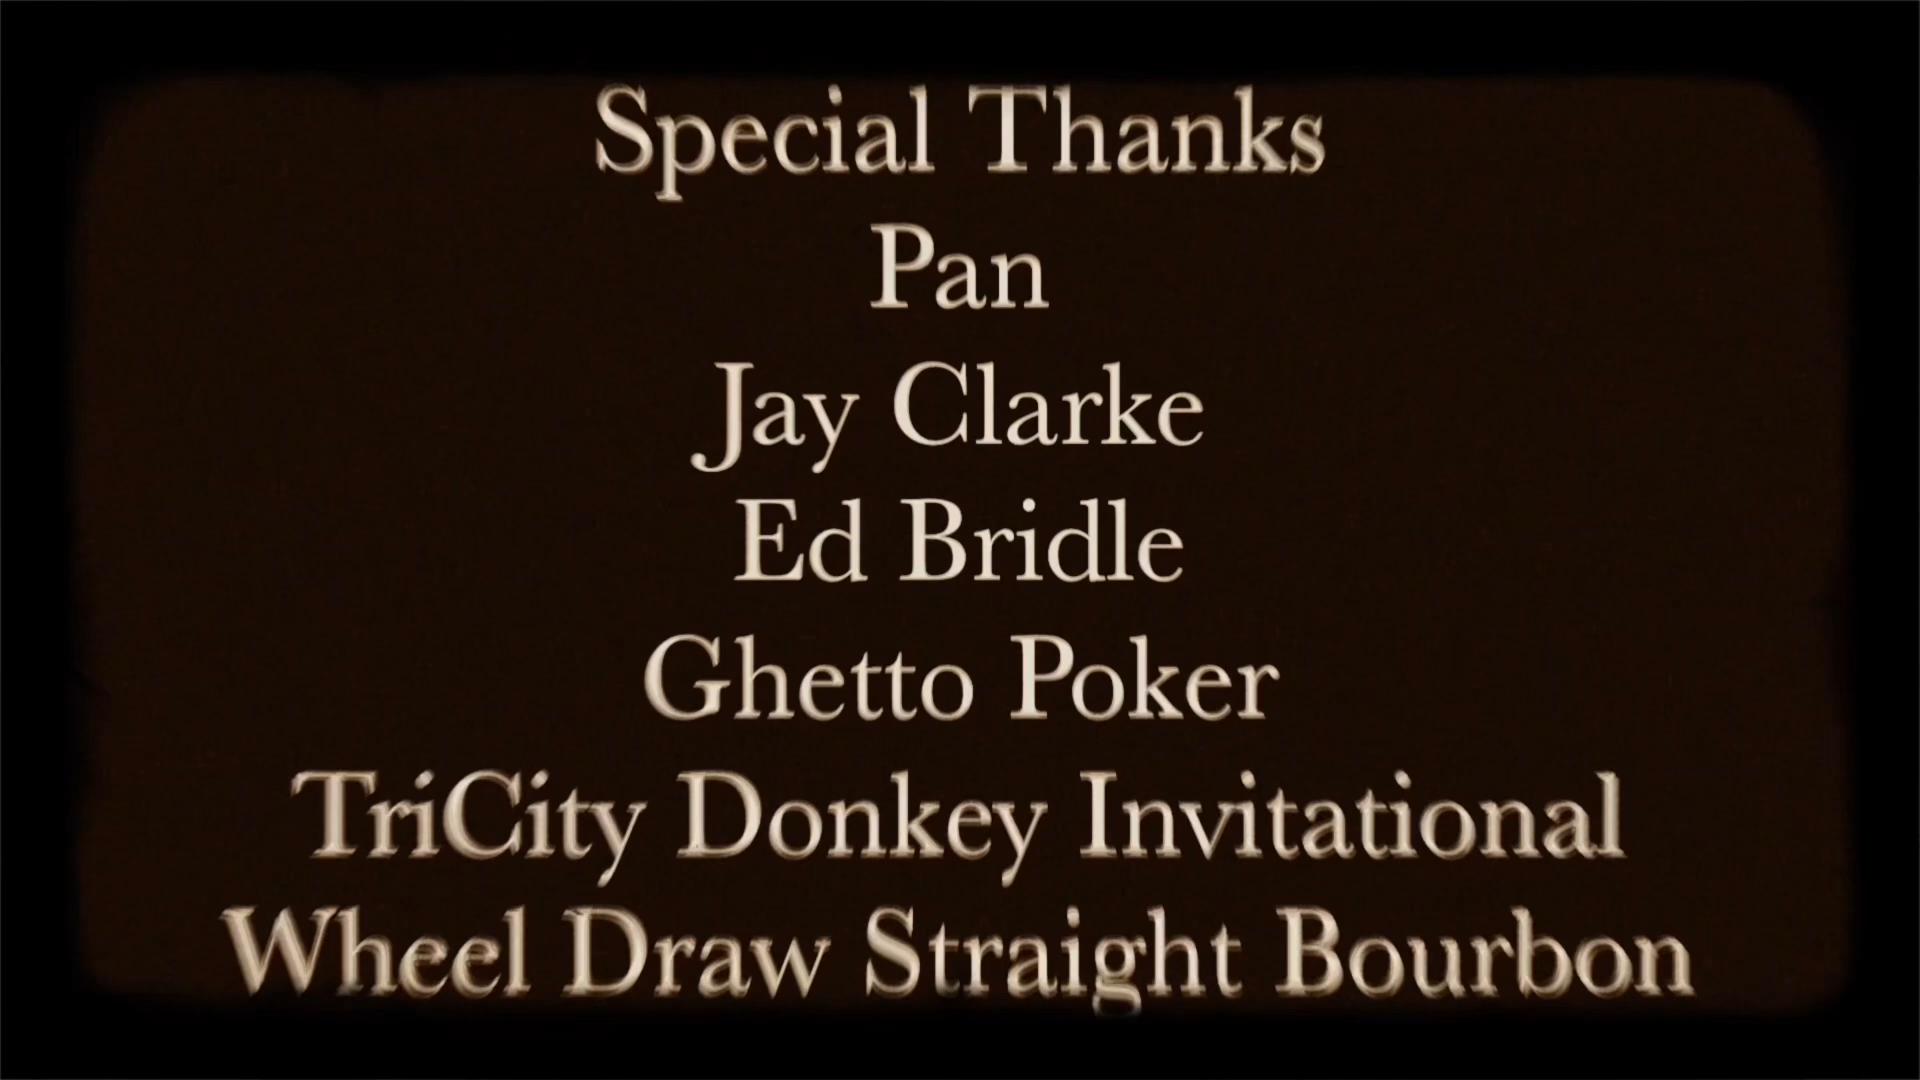 Special Thanks
Pan
Jay Clarke
Ed Bridle
Ghetto Poker
TriCity Donkey Invitational
Wheel Draw Straight Bourbon